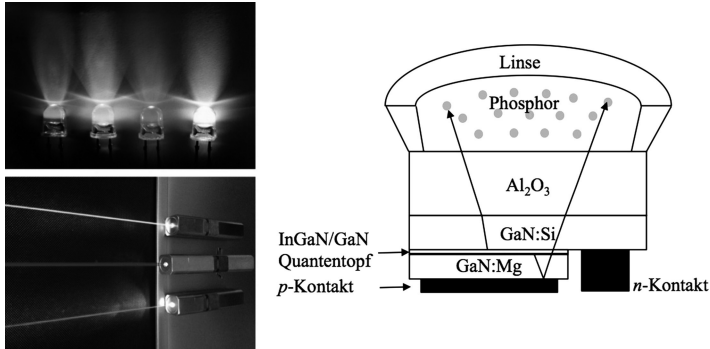 Linse
Phosphor
Al₂O₃
GaN:Si
InGaN/GaN
Quantentopf
GaN:Mg
p-Kontakt
n-Kontakt